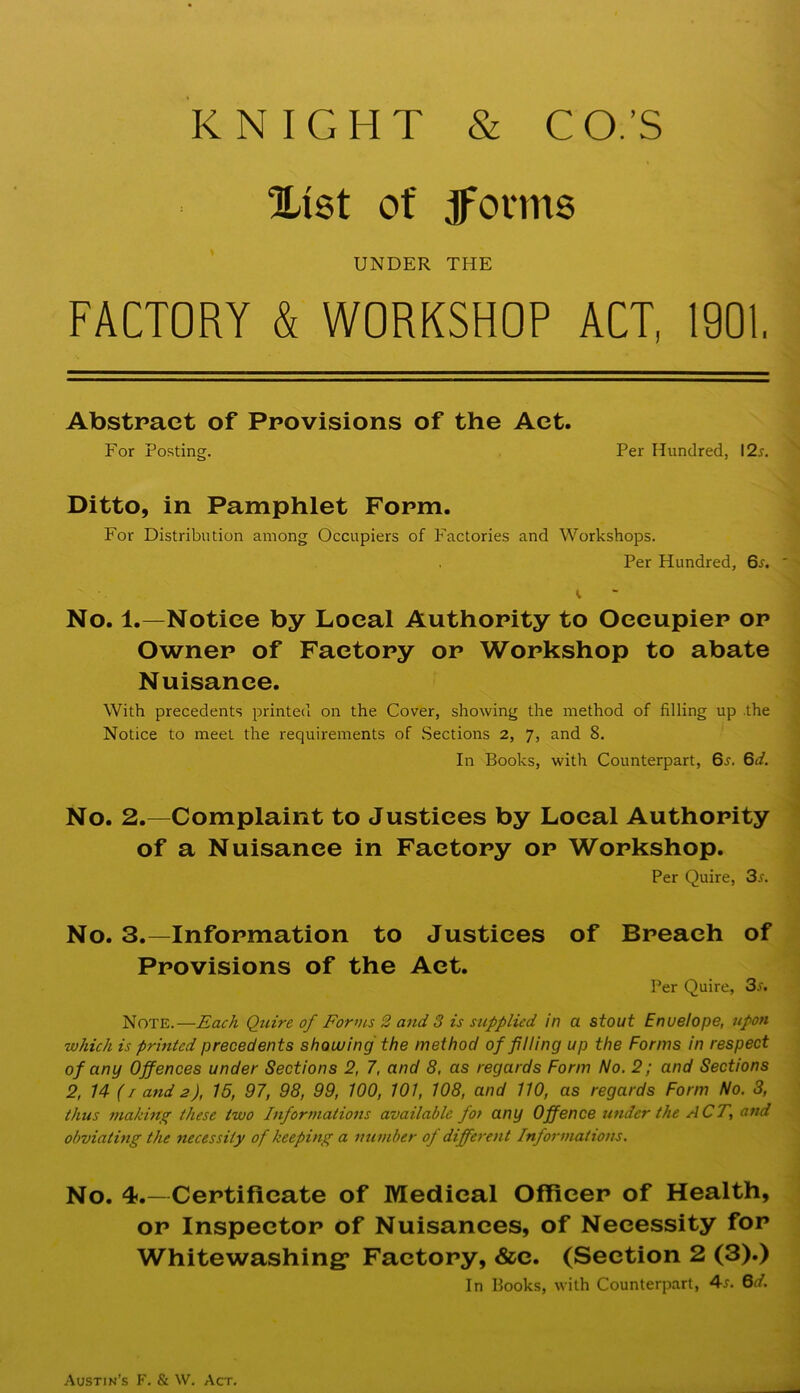 KNIGHT & CO.'S
List of Forms
UNDER THE
FACTORY & WORKSHOP ACT, 1901.
Abstract of Provisions of the Act.
For Posting. Per Hundred, 12s.
Ditto, in Pamphlet Form.
For Distribution among Occupiers of Factories and Workshops.
Per Hundred, 6s.
No. 1.—Notice by Local Authority to Occupier or
Owner of Factory or Workshop to abate
Nuisance.
With precedents printed on the Cover, showing the method of filling up the
Notice to meet the requirements of Sections 2, 7, and 8.
In Books, with Counterpart, 6s. 6d.
No. 2.—Complaint to Justices by Local Authority
of a Nuisance in Factory or Workshop.
Per Quire, 3s.
No. 3.—Information to Justices of Breach of
Provisions of the Act.
Per Quire, 3s.
NOTE.—Each Quire of Forms 2 and 3 is supplied in a stout Envelope, upon
which is printed precedents showing the method of filling up the Forms in respect
of any Offences under Sections 2, 7, and 8, as regards Form No. 2; and Sections
2, 14 (1 and 2), 15, 97, 98, 99, 100, 101, 108, and 110, as regards Form No. 3,
thus making these two Informations available for any Offence under the ACT, and
obviating the necessity of keeping a number of different Informations.
No. 4.—Certificate of Medical Officer of Health,
or Inspector of Nuisances, of Necessity for
Whitewashing Factory, &c. (Section 2 (3).)
In Books, with Counterpart, 4s. 6d.
AUSTIN'S F. & W. ACT.